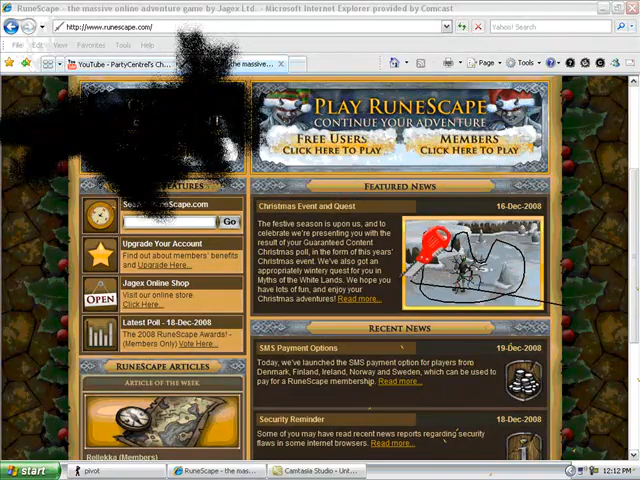 RuneScape - the massive online adventure game by Jagex Ltd. - Microsoft Internet Explorer provided by Comcast
http://www.runescape.com/
Yahoo! Search
File Edit View Favorites Tools Help
YouTube - PartyCentrel's Ch...
the massive...
Page Tools
PLAY RUNESCAPE
CONTINUE YOUR ADVENTURE
FREE USERS
CLICK HERE TO PLAY
MEMBERS
CLICK HERE TO PLAY
FEATURES
.com
Go
Upgrade Your Account
Find out about members' benefits
and Upgrade Here...
Jagex Online Shop
Visit our online store.
Click Here...
OPEN
Latest Poll - 18-Dec-2008
The 2008 RuneScape Awards! -
(Members Only) Vote Here...
RUNESCAPE ARTICLES
ARTICLE OF THE WEEK
Rellekka (Members)
FEATURED NEWS
Christmas Event and Quest 16-Dec-2008
The festive season is upon us, and to
celebrate we're presenting you with the
result of your Guaranteed Content
Christmas poll, in the form of this years'
Christmas event. We've also got an
appropriately wintery quest for you in
Myths of the White Lands. We hope you
have lots of fun, and enjoy your
Christmas adventures! Read more...
RECENT NEWS
SMS Payment Options 19-Dec-2008
Today, we've launched the SMS payment option for players from
Denmark, Finland, Ireland, Norway and Sweden, which can be used to
pay for a RuneScape membership. Read more...
Security Reminder 18-Dec-2008
Some of you may have read recent news reports regarding security
flaws in some internet browsers. Read more...
start
pivot
RuneScape - the mas...
Camtasia Studio - Unt...
12:12 PM